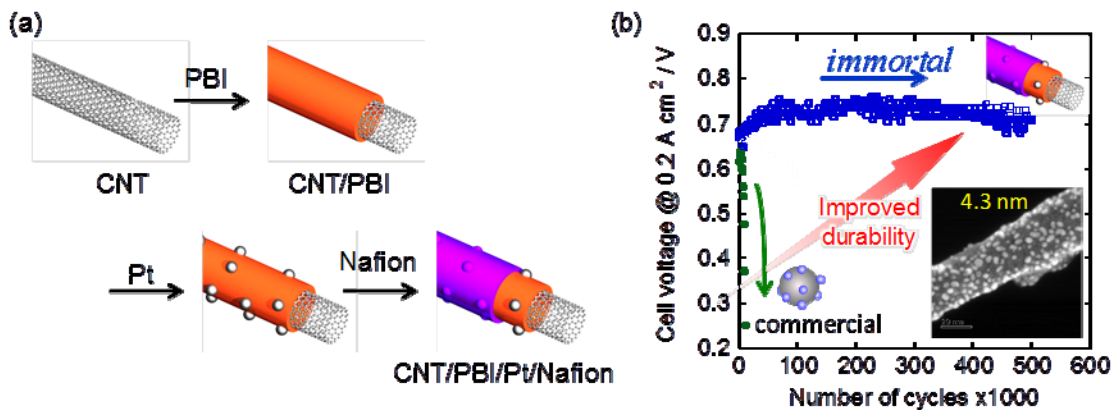 (a)
PBI
CNT
CNT/PBI
Pt
Nafion
CNT/PBI/Pt/Nafion
(b)
Cell voltage @ 0.2 A cm² / V
0.9
0.8
0.7
0.6
0.5
0.4
0.3
0.2
immortal
Improved
durability
4.3 nm
commercial
0 100 200 300 400 500 600
Number of cycles x1000